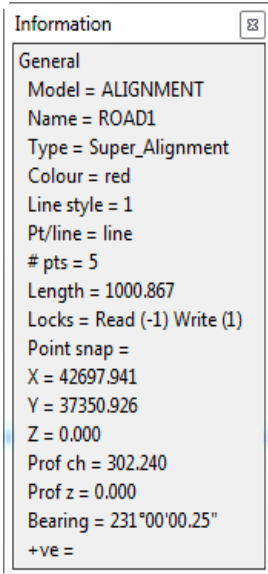 Information
General
Model = ALIGNMENT
Name = ROAD1
Type = Super_Alignment
Colour = red
Line style = 1
Pt/line = line
# pts = 5
Length = 1000.867
Locks = Read (-1) Write (1)
Point snap =
X = 42697.941
Y = 37350.926
Z = 0.000
Prof ch = 302.240
Prof z = 0.000
Bearing = 231°00'00.25"
+ve =